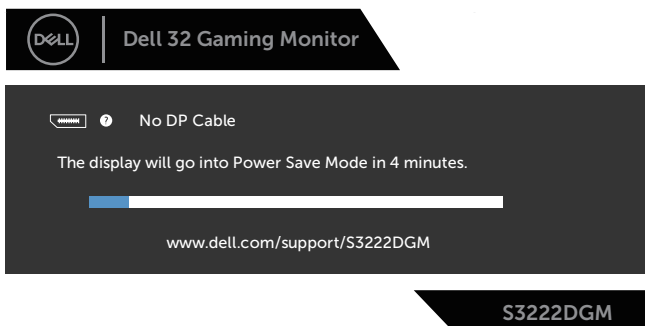 DELL
Dell 32 Gaming Monitor
? No DP Cable
The display will go into Power Save Mode in 4 minutes.
www.dell.com/support/S3222DGM
S3222DGM